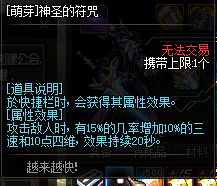 [萌芽]神圣的符咒
无法交易
携带上限1个
[道具说明]
於快捷栏时，会获得其属性效果。
[属性效果]
攻击敌人时，有15%的几率增加10%的三
速和10点四维，效果持续20秒。
越来越快！